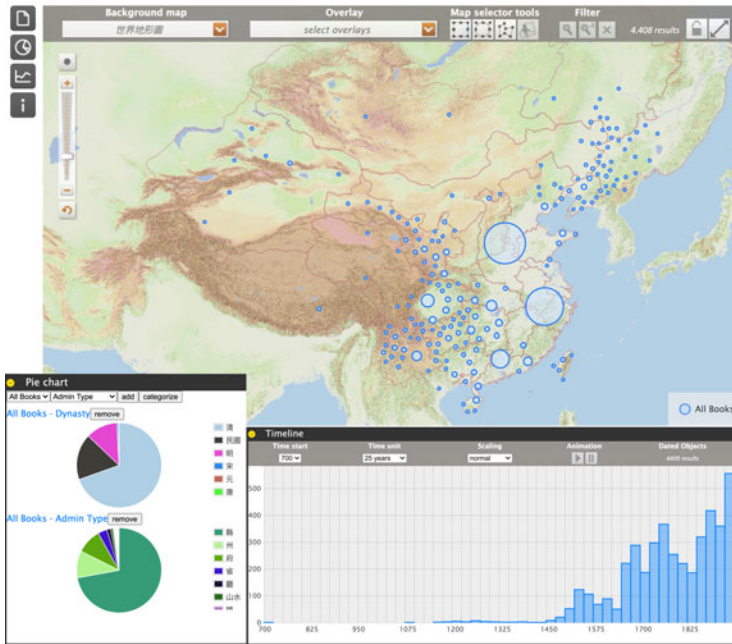 Background map
Overlay
Map selector tools
Filter
世界地形圖
select overlays
4.408 results
All Books
Pie chart
All Books
Admin Type
add
categorize
All Books - Dynasty
remove
清
民國
明
宋
元
唐
All Books - Admin Type
remove
縣
州
府
省
廳
山水
Timeline
Time start
Time unit
Scaling
Animation
Dated Objects
700
25 years
normal
4409 results
500
400
300
200
100
0
700
825
950
1075
1200
1325
1450
1575
1700
1825